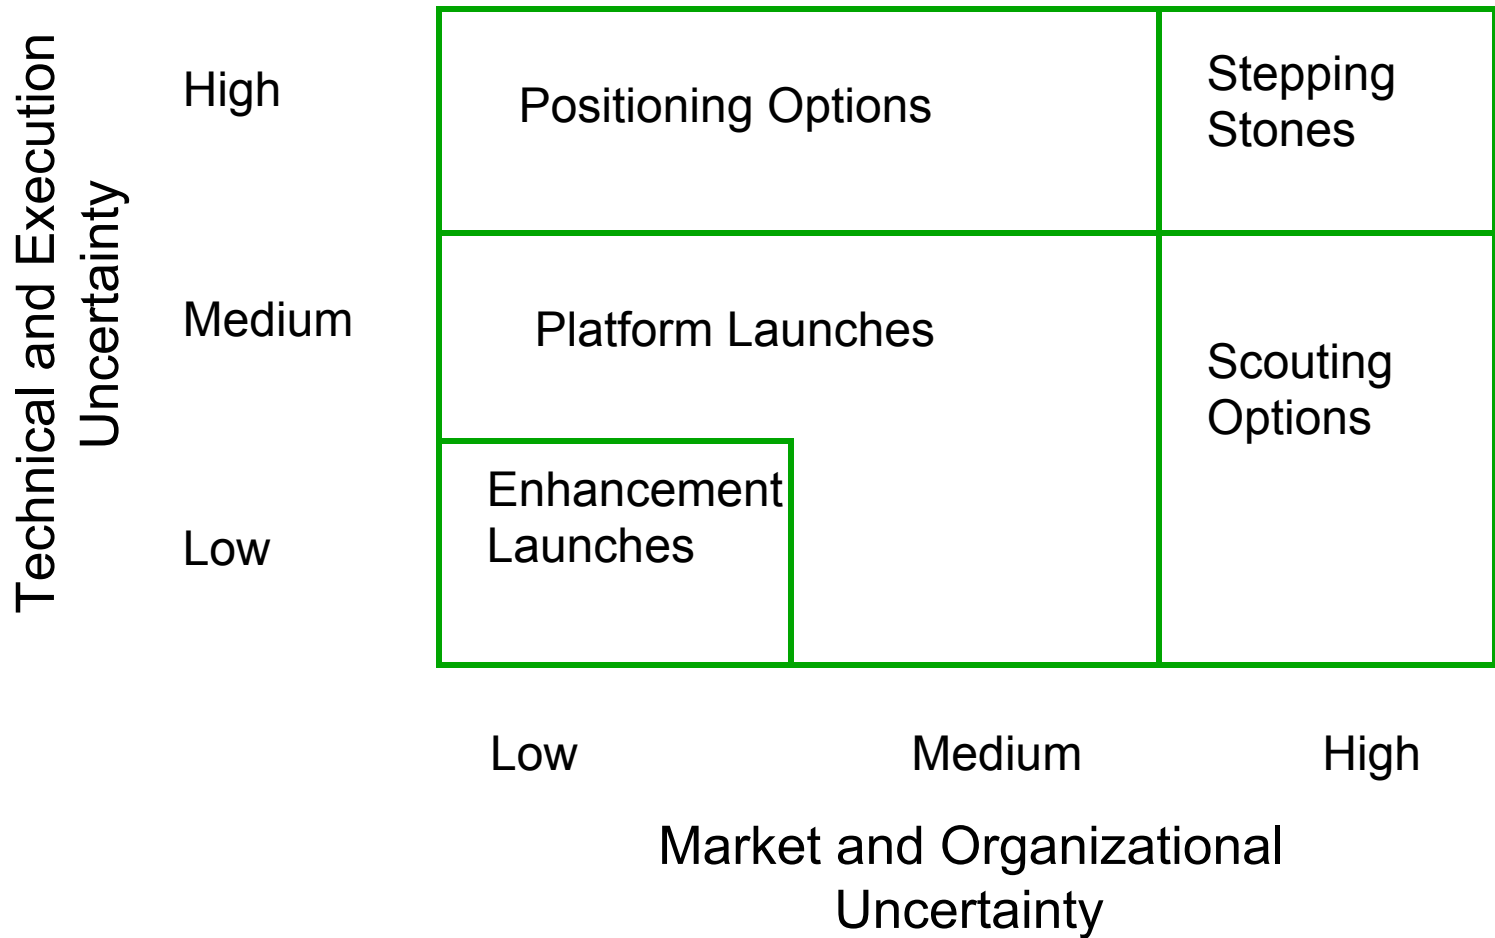 Technical and Execution
Uncertainty
High
Positioning Options
Stepping
Stones
Medium
Platform Launches
Scouting
Options
Low
Enhancement
Launches
Low
Medium
High
Market and Organizational
Uncertainty